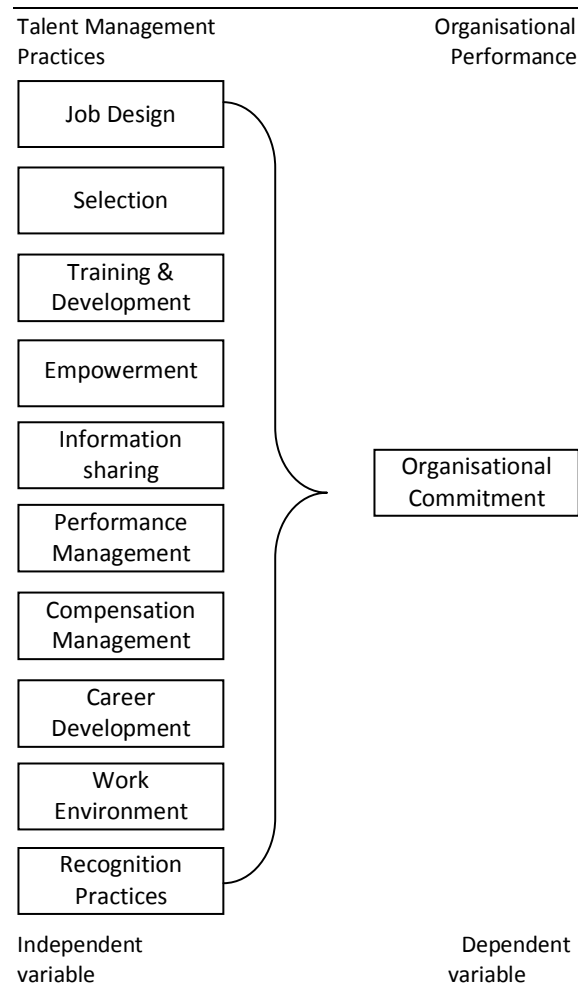 Talent Management
Practices
Organisational
Performance
Job Design
Selection
Training &
Development
Empowerment
Information
sharing
Organisational
Commitment
Performance
Management
Compensation
Management
Career
Development
Work
Environment
Recognition
Practices
Independent
variable
Dependent
variable